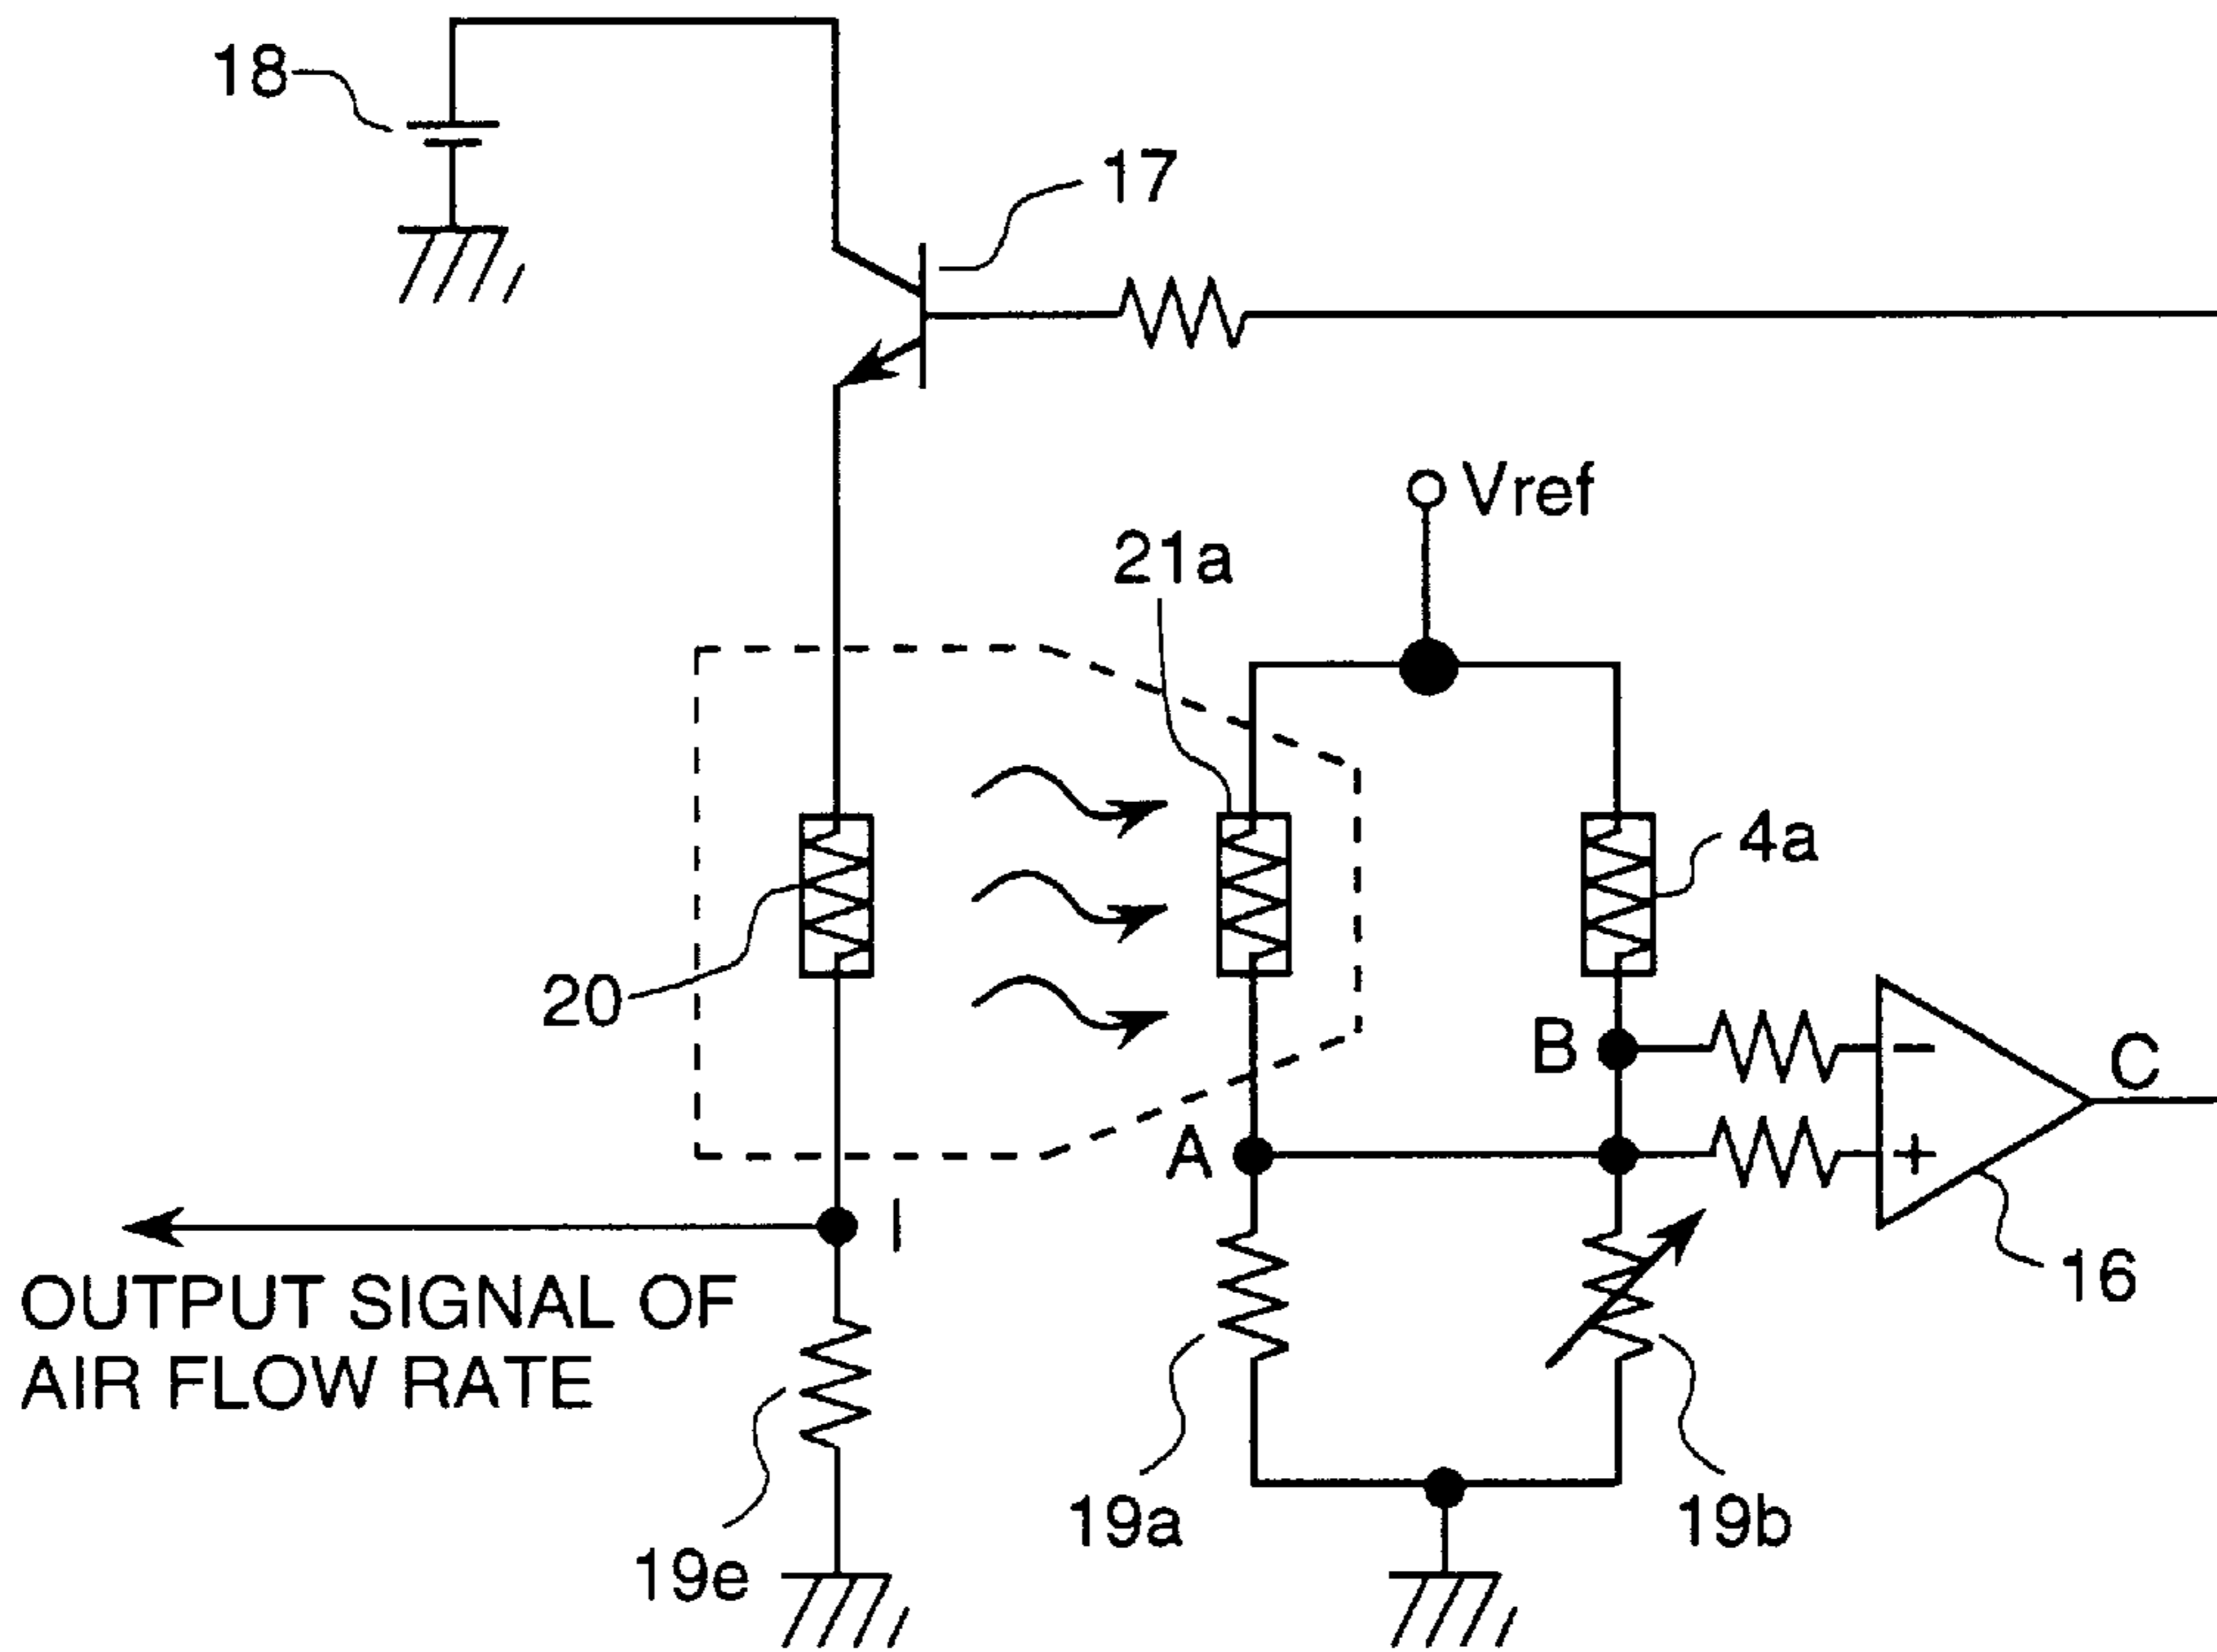 18
17
Vref
21a
4a
20
B
C
A
I
16
OUTPUT SIGNAL OF
AIR FLOW RATE
19a
19b
19e